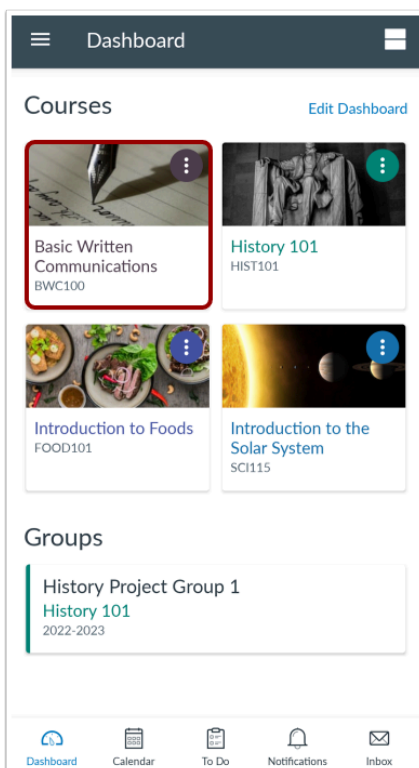 Dashboard
Courses
Edit Dashboard
Basic Written
Communications
BWC100
History 101
HIST101
Introduction to Foods
FOOD101
Introduction to the
Solar System
SCI115
Groups
History Project Group 1
History 101
2022-2023
Dashboard
Calendar
To Do
Notifications
Inbox